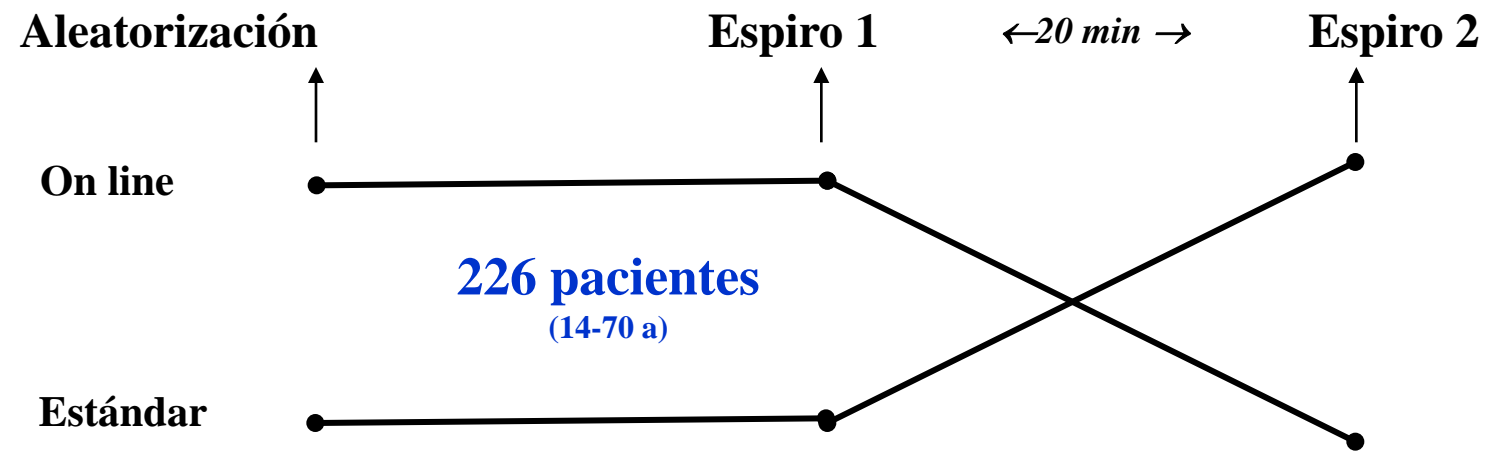 Aleatorización Espiro 1 ←20 min → Espiro 2
On line
226 pacientes
(14-70 a)
Estándar